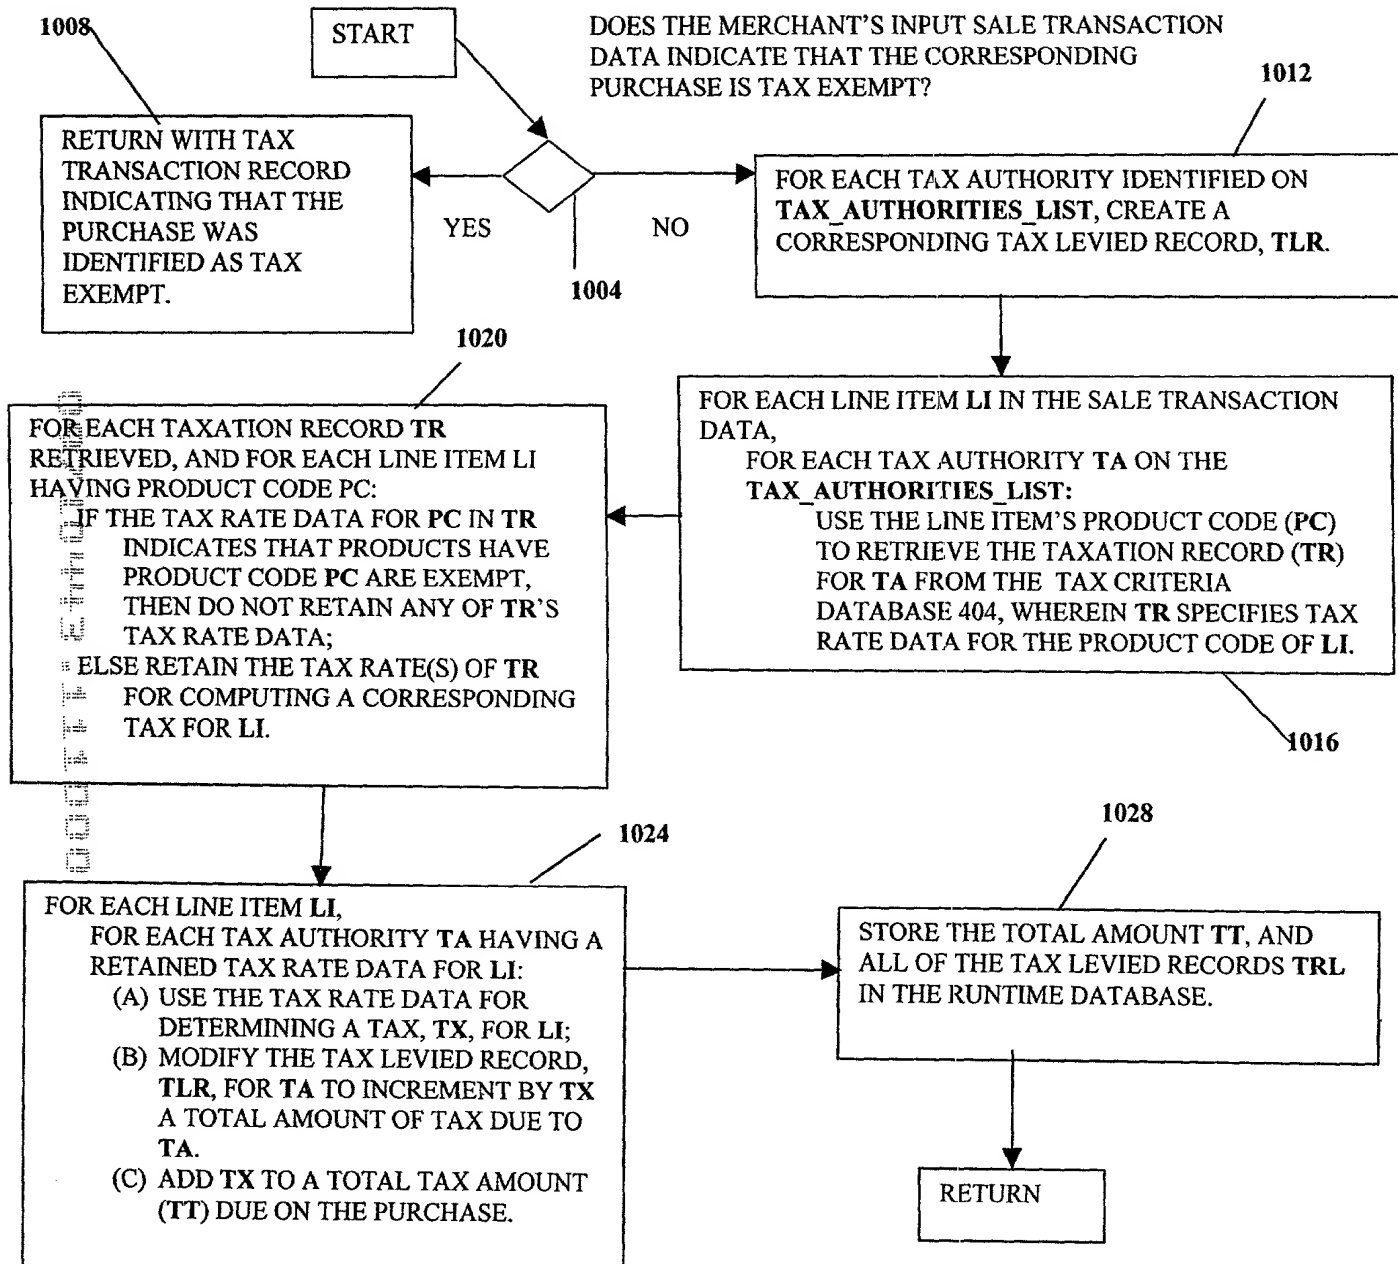 1008
START
DOES THE MERCHANT'S INPUT SALE TRANSACTION
DATA INDICATE THAT THE CORRESPONDING
PURCHASE IS TAX EXEMPT?
1012
RETURN WITH TAX
TRANSACTION RECORD
INDICATING THAT THE
PURCHASE WAS
IDENTIFIED AS TAX
EXEMPT.
YES
NO
1004
FOR EACH TAX AUTHORITY IDENTIFIED ON
TAX_AUTHORITIES_LIST, CREATE A
CORRESPONDING TAX LEVIED RECORD, TLR.
FOR EACH LINE ITEM LI IN THE SALE TRANSACTION
DATA,
FOR EACH TAX AUTHORITY TA ON THE
TAX_AUTHORITIES_LIST:
USE THE LINE ITEM'S PRODUCT CODE (PC)
TO RETRIEVE THE TAXATION RECORD (TR)
FOR TA FROM THE TAX CRITERIA
DATABASE 404, WHEREIN TR SPECIFIES TAX
RATE DATA FOR THE PRODUCT CODE OF LI.
1016
1020
FOR EACH TAXATION RECORD TR
RETRIEVED, AND FOR EACH LINE ITEM LI
HAVING PRODUCT CODE PC:
IF THE TAX RATE DATA FOR PC IN TR
INDICATES THAT PRODUCTS HAVE
PRODUCT CODE PC ARE EXEMPT,
THEN DO NOT RETAIN ANY OF TR'S
TAX RATE DATA;
ELSE RETAIN THE TAX RATE(S) OF TR
FOR COMPUTING A CORRESPONDING
TAX FOR LI.
1024
FOR EACH LINE ITEM LI,
FOR EACH TAX AUTHORITY TA HAVING A
RETAINED TAX RATE DATA FOR LI:
(A) USE THE TAX RATE DATA FOR
DETERMINING A TAX, TX, FOR LI;
(B) MODIFY THE TAX LEVIED RECORD,
TLR, FOR TA TO INCREMENT BY TX
A TOTAL AMOUNT OF TAX DUE TO
TA.
(C) ADD TX TO A TOTAL TAX AMOUNT
(TT) DUE ON THE PURCHASE.
1028
STORE THE TOTAL AMOUNT TT, AND
ALL OF THE TAX LEVIED RECORDS TRL
IN THE RUNTIME DATABASE.
RETURN